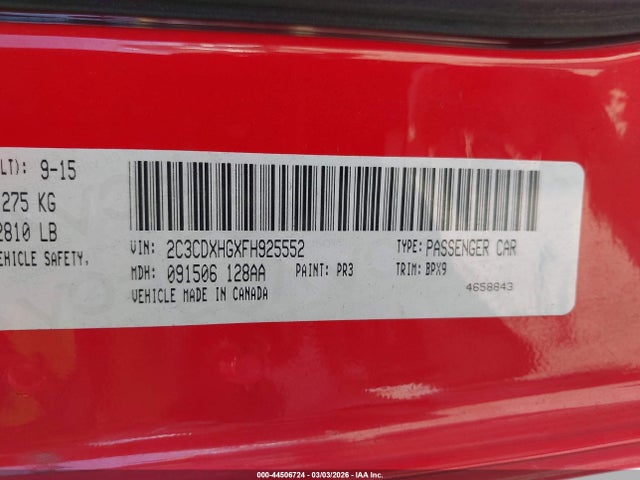 LT): 9-15
275 KG
2810 LB
EHICLE SAFETY,
VIN: 2C3CDXHGXFH925552 TYPE: PASSENGER CAR
MDH: 091506 128AA PAINT: PR3 TRIM: BPX9
VEHICLE MADE IN CANADA 4658843
000-44506724 - 03/03/2026 - IAA Inc.